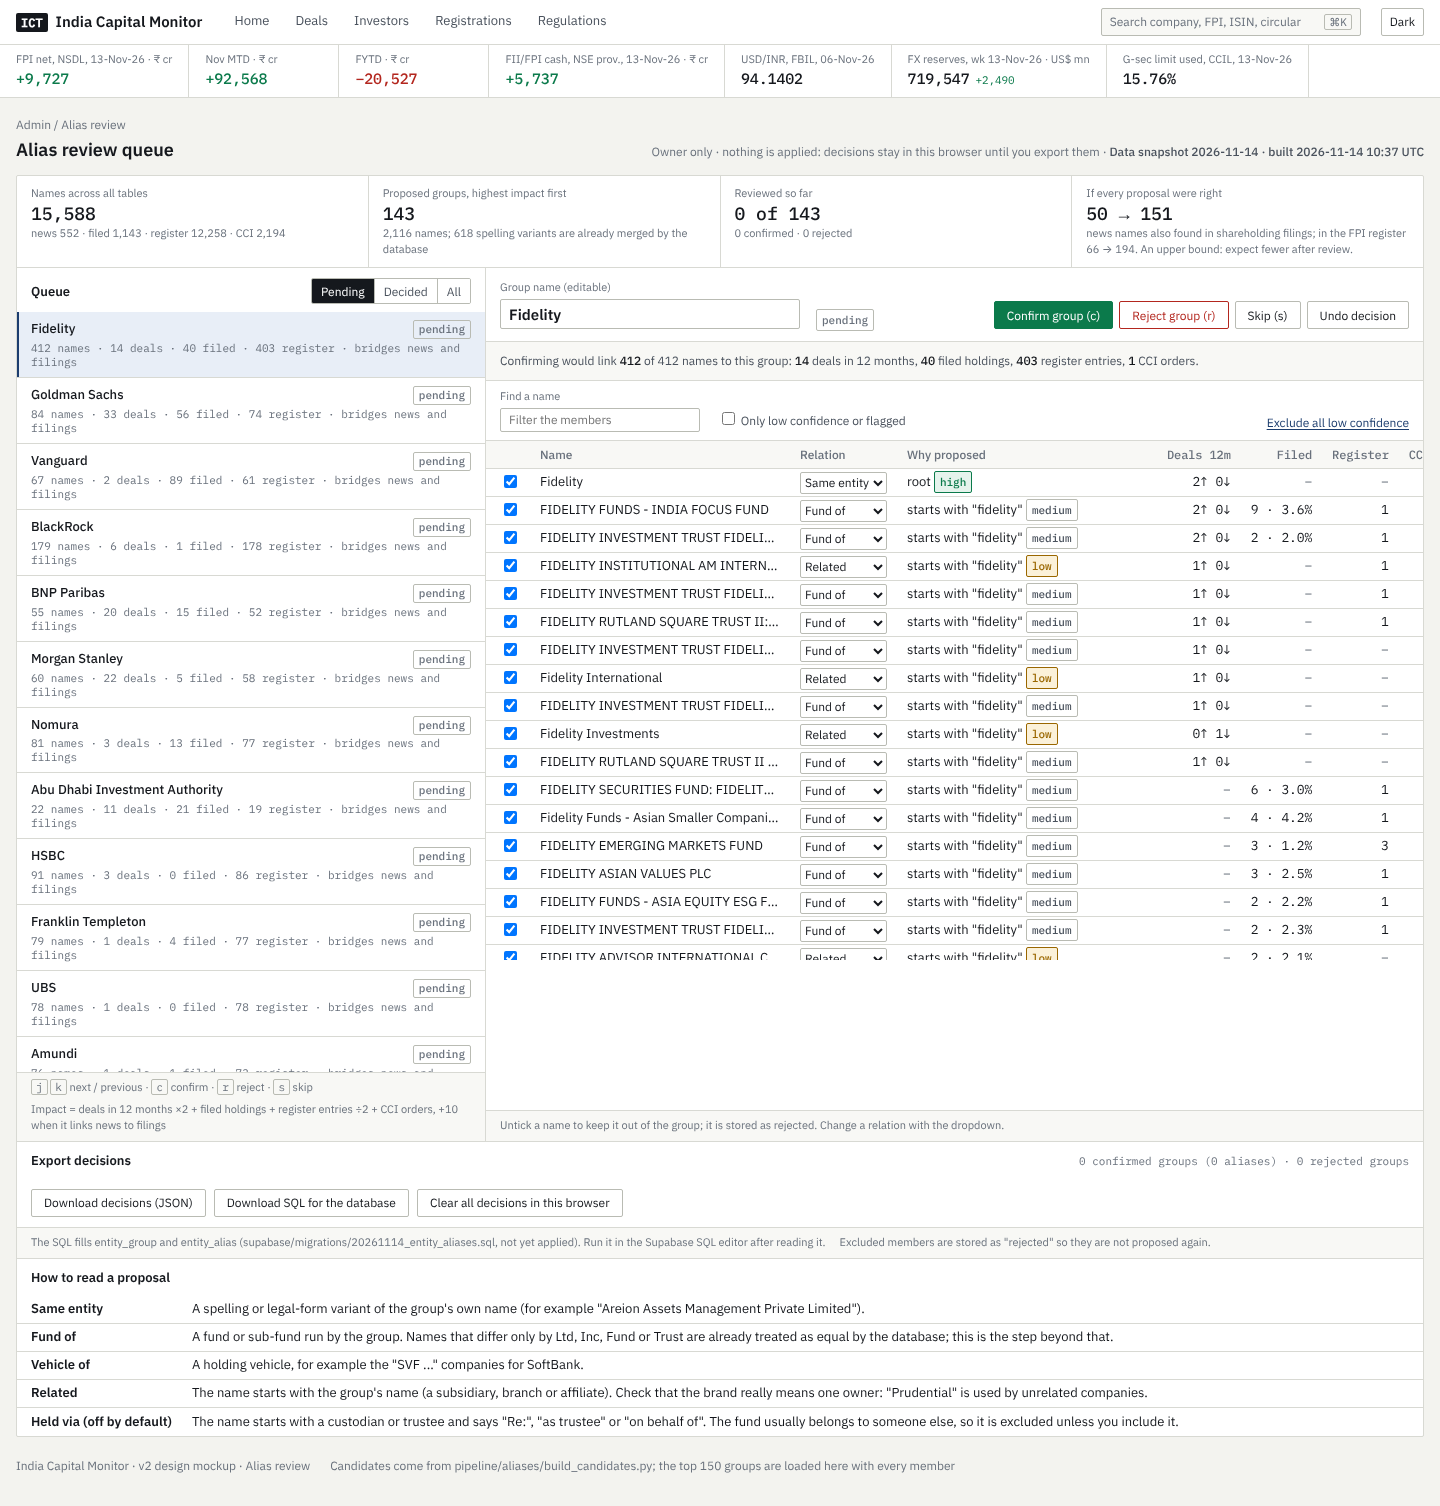 ICT India Capital Monitor Home Deals Investors Registrations Regulations Search company, FPI, ISIN, circular ⌘K Dark
FPI net, NSDL, 13-Nov-26 · ₹ cr
+9,727
Nov MTD · ₹ cr
+92,568
FYTD · ₹ cr
−20,527
FII/FPI cash, NSE prov., 13-Nov-26 · ₹ cr
+5,737
USD/INR, FBIL, 06-Nov-26
94.1402
FX reserves, wk 13-Nov-26 · US$ mn
719,547 +2,490
G-sec limit used, CCIL, 13-Nov-26
15.76%
Admin / Alias review
Alias review queue
Owner only · nothing is applied: decisions stay in this browser until you export them · Data snapshot 2026-11-14 · built 2026-11-14 10:37 UTC
Names across all tables
15,588
news 552 · filed 1,143 · register 12,258 · CCI 2,194
Proposed groups, highest impact first
143
2,116 names; 618 spelling variants are already merged by the
database
Reviewed so far
0 of 143
0 confirmed · 0 rejected
If every proposal were right
50 → 151
news names also found in shareholding filings; in the FPI register
66 → 194. An upper bound: expect fewer after review.
Queue Pending Decided All
Fidelity pending
412 names · 14 deals · 40 filed · 403 register · bridges news and
filings
Goldman Sachs pending
84 names · 33 deals · 56 filed · 74 register · bridges news and
filings
Vanguard pending
67 names · 2 deals · 89 filed · 61 register · bridges news and
filings
BlackRock pending
179 names · 6 deals · 1 filed · 178 register · bridges news and
filings
BNP Paribas pending
55 names · 20 deals · 15 filed · 52 register · bridges news and
filings
Morgan Stanley pending
60 names · 22 deals · 5 filed · 58 register · bridges news and
filings
Nomura pending
81 names · 3 deals · 13 filed · 77 register · bridges news and
filings
Abu Dhabi Investment Authority pending
22 names · 11 deals · 21 filed · 19 register · bridges news and
filings
HSBC pending
91 names · 3 deals · 0 filed · 86 register · bridges news and
filings
Franklin Templeton pending
79 names · 1 deals · 4 filed · 77 register · bridges news and
filings
UBS pending
78 names · 1 deals · 0 filed · 78 register · bridges news and
filings
Amundi pending
j k next / previous · c confirm · r reject · s skip
Impact = deals in 12 months ×2 + filed holdings + register entries ÷2 + CCI orders, +10
when it links news to filings
Group name (editable)
Fidelity pending Confirm group (c) Reject group (r) Skip (s) Undo decision
Confirming would link 412 of 412 names to this group: 14 deals in 12 months, 40 filed holdings, 403 register entries, 1 CCI orders.
Find a name
Filter the members Only low confidence or flagged Exclude all low confidence
Name Relation Why proposed Deals 12m Filed Register CC
Fidelity Same entity root high 2↑ 0↓ – –
FIDELITY FUNDS - INDIA FOCUS FUND Fund of starts with "fidelity" medium 2↑ 0↓ 9 · 3.6% 1
FIDELITY INVESTMENT TRUST FIDELI... Fund of starts with "fidelity" medium 2↑ 0↓ 2 · 2.0% 1
FIDELITY INSTITUTIONAL AM INTERN... Related starts with "fidelity" low 1↑ 0↓ – 1
FIDELITY INVESTMENT TRUST FIDELI... Fund of starts with "fidelity" medium 1↑ 0↓ – 1
FIDELITY RUTLAND SQUARE TRUST II:... Fund of starts with "fidelity" medium 1↑ 0↓ – 1
FIDELITY INVESTMENT TRUST FIDELI... Fund of starts with "fidelity" medium 1↑ 0↓ – –
Fidelity International Related starts with "fidelity" low 1↑ 0↓ – –
FIDELITY INVESTMENT TRUST FIDELI... Fund of starts with "fidelity" medium 1↑ 0↓ – –
Fidelity Investments Related starts with "fidelity" low 0↑ 1↓ – –
FIDELITY RUTLAND SQUARE TRUST II ... Fund of starts with "fidelity" medium 1↑ 0↓ – –
FIDELITY SECURITIES FUND: FIDELIT... Fund of starts with "fidelity" medium – 6 · 3.0% 1
Fidelity Funds - Asian Smaller Compani... Fund of starts with "fidelity" medium – 4 · 4.2% 1
FIDELITY EMERGING MARKETS FUND Fund of starts with "fidelity" medium – 3 · 1.2% 3
FIDELITY ASIAN VALUES PLC Fund of starts with "fidelity" medium – 3 · 2.5% 1
FIDELITY FUNDS - ASIA EQUITY ESG F... Fund of starts with "fidelity" medium – 2 · 2.2% 1
FIDELITY INVESTMENT TRUST FIDELI... Fund of starts with "fidelity" medium – 2 · 2.3% 1
FIDELITY ADVISOR INTERNATIONAL C... Related starts with "fidelity" low – 2 · 2.1% –
Untick a name to keep it out of the group; it is stored as rejected. Change a relation with the dropdown.
Export decisions 0 confirmed groups (0 aliases) · 0 rejected groups
Download decisions (JSON) Download SQL for the database Clear all decisions in this browser
The SQL fills entity_group and entity_alias (supabase/migrations/20261114_entity_aliases.sql, not yet applied). Run it in the Supabase SQL editor after reading it. Excluded members are stored as "rejected" so they are not proposed again.
How to read a proposal
Same entity A spelling or legal-form variant of the group's own name (for example "Areion Assets Management Private Limited").
Fund of A fund or sub-fund run by the group. Names that differ only by Ltd, Inc, Fund or Trust are already treated as equal by the database; this is the step beyond that.
Vehicle of A holding vehicle, for example the "SVF ..." companies for SoftBank.
Related The name starts with the group's name (a subsidiary, branch or affiliate). Check that the brand really means one owner: "Prudential" is used by unrelated companies.
Held via (off by default) The name starts with a custodian or trustee and says "Re:", "as trustee" or "on behalf of". The fund usually belongs to someone else, so it is excluded unless you include it.
India Capital Monitor · v2 design mockup · Alias review Candidates come from pipeline/aliases/build_candidates.py; the top 150 groups are loaded here with every member